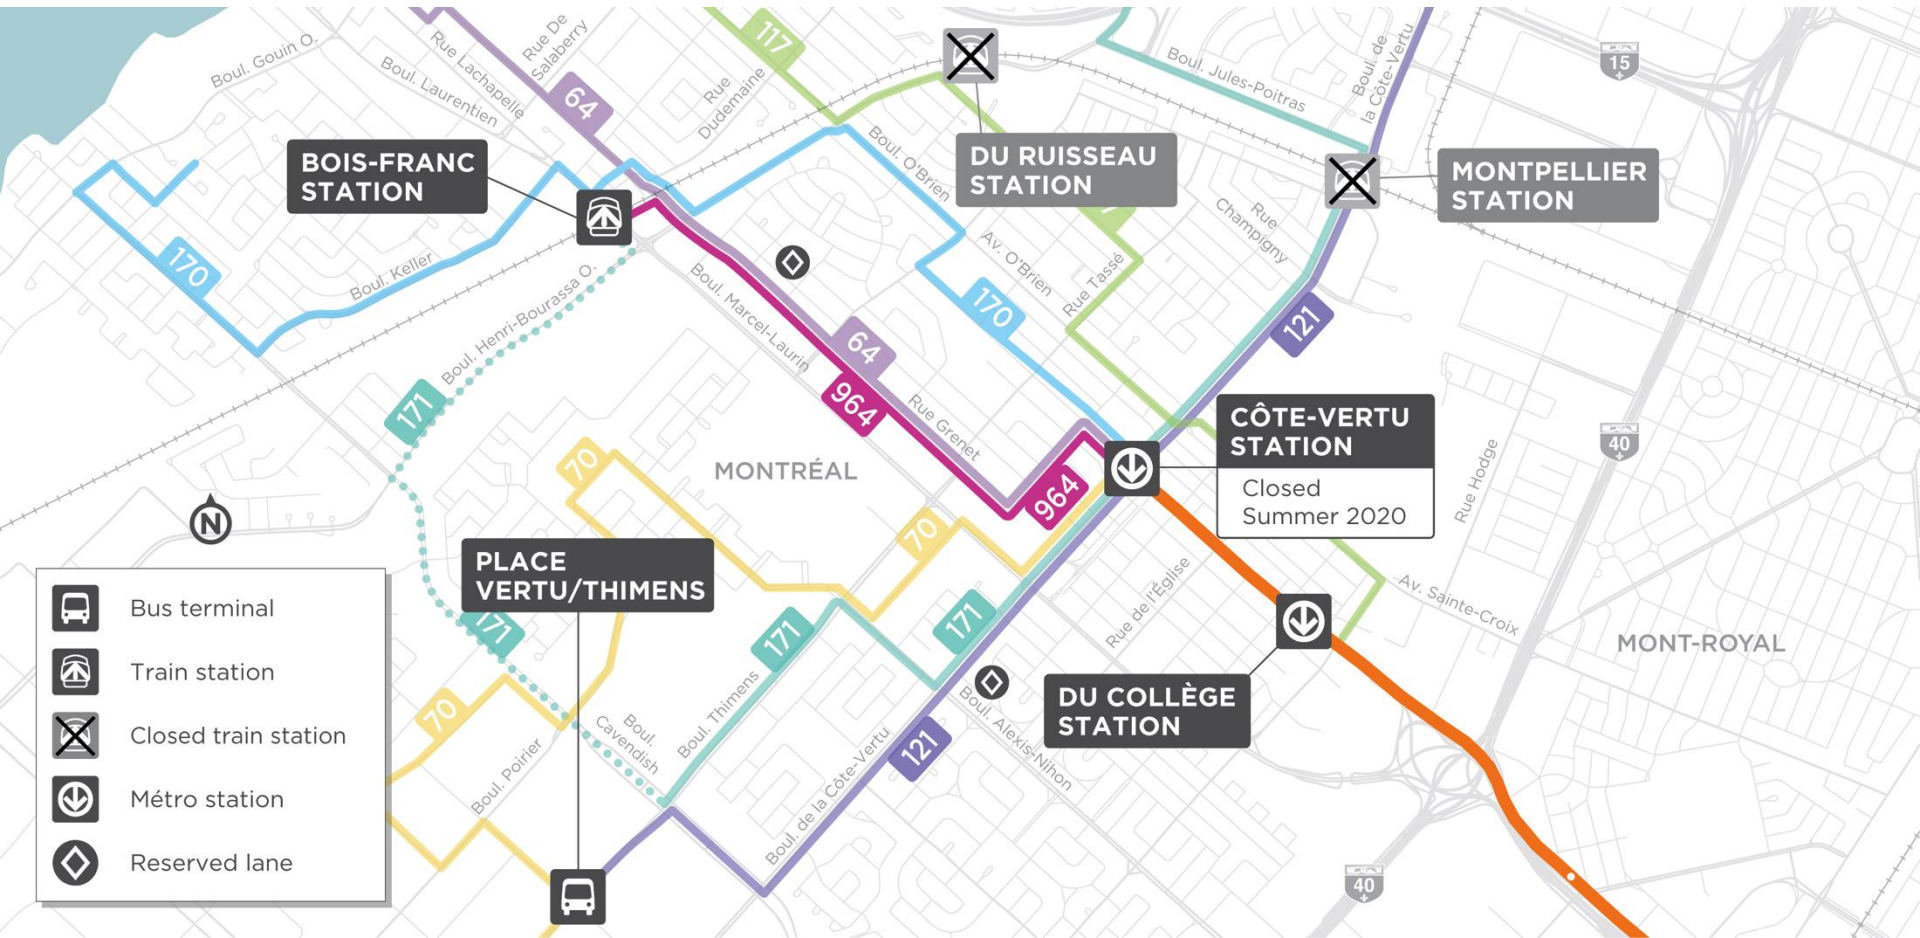 117
15
Boul. Gouin O.
Rue Lachapelle
Rue De
Salaberry
Boul. Laurentien
64
Rue
Dudemaine
Boul. Jules-Poitras
Boul. de
la Côte-Vertu
BOIS-FRANC
STATION
Boul. O'Brien
DU RUISSEAU
STATION
MONTPELLIER
STATION
Rue
Champigny
170
Boul. Keller
Boul. Henri-Bourassa O.
Boul. Marcel-Laurin
Av. O'Brien
Rue Tassé
170
121
64
964
171
Rue Grenet
CÔTE-VERTU
STATION
Closed
Summer 2020
40
70
MONTRÉAL
964
Rue Hodge
N
70
PLACE
VERTU/THIMENS
Rue de l'Église
Av. Sainte-Croix
171
171
171
MONT-ROYAL
70
Boul. Thimens
Boul.
Cavendish
Boul. Poirier
Boul. de la Côte-Vertu
121
Boul. Alexis-Nihon
DU COLLÈGE
STATION
40
Bus terminal
Train station
Closed train station
Métro station
Reserved lane